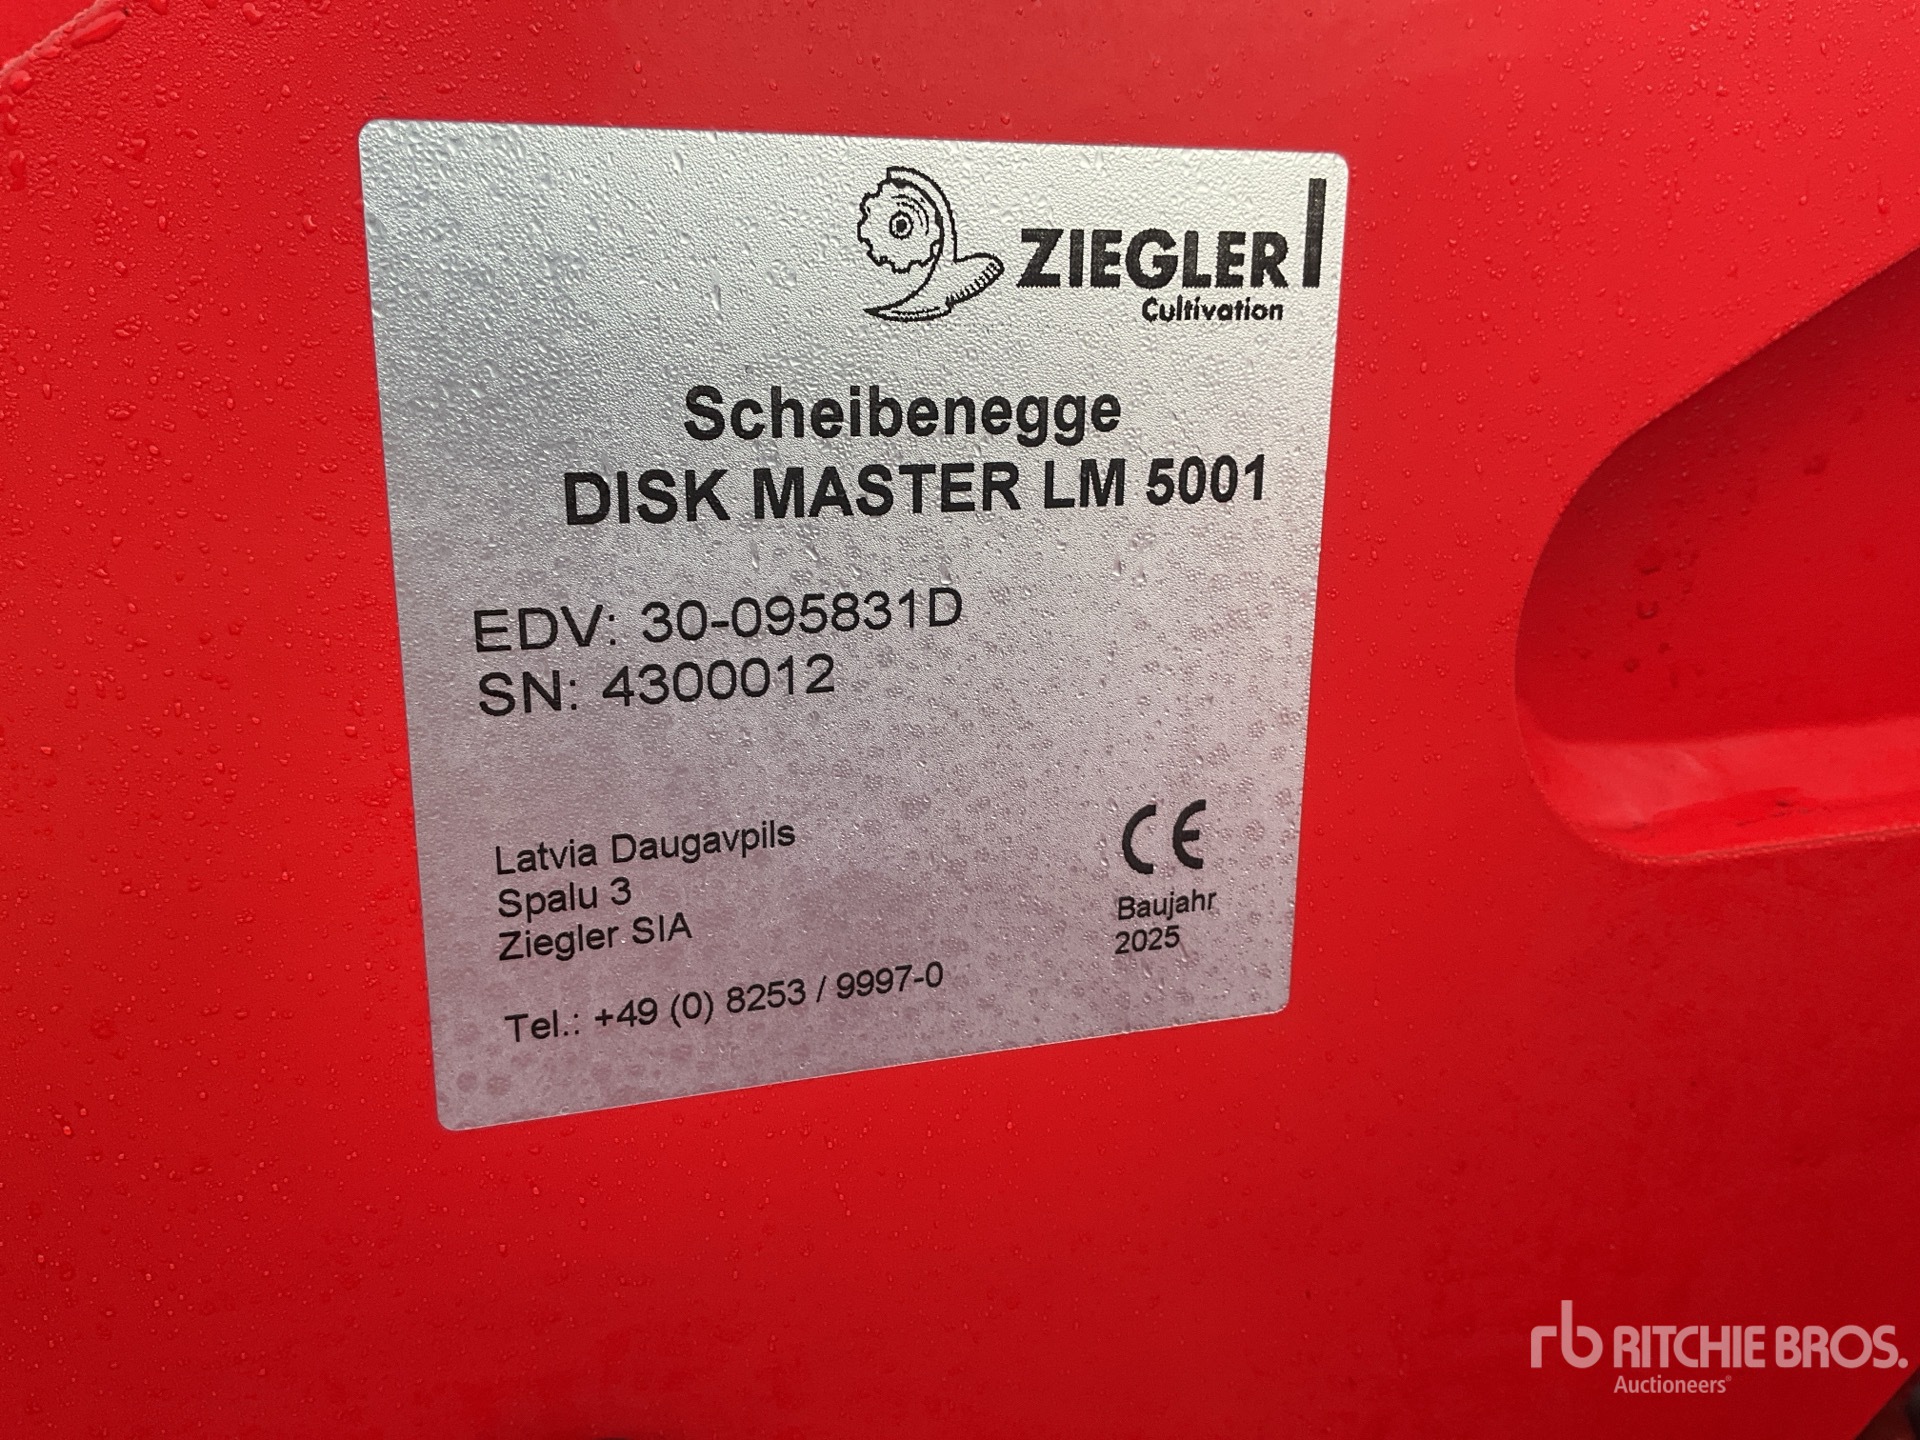 ZIEGLER
Cultivation
Scheibenegge
DISK MASTER LM 5001
EDV: 30-095831D
SN: 4300012
Latvia Daugavpils
Spalu 3
Ziegler SIA
CE
Baujahr
2025
Tel.: +49 (0) 8253 / 9997-0
rb RITCHIE BROS.
Auctioneers®